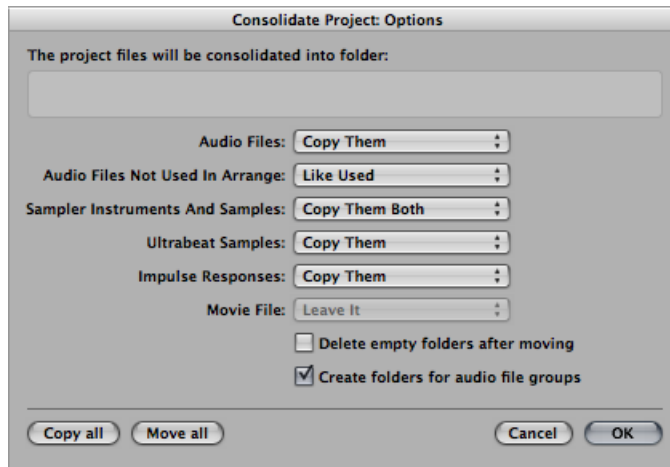 Consolidate Project: Options
The project files will be consolidated into folder:
Audio Files: Copy Them
Audio Files Not Used In Arrange: Like Used
Sampler Instruments And Samples: Copy Them Both
Ultrabeat Samples: Copy Them
Impulse Responses: Copy Them
Movie File: Leave It
Delete empty folders after moving
Create folders for audio file groups
Copy all Move all Cancel OK